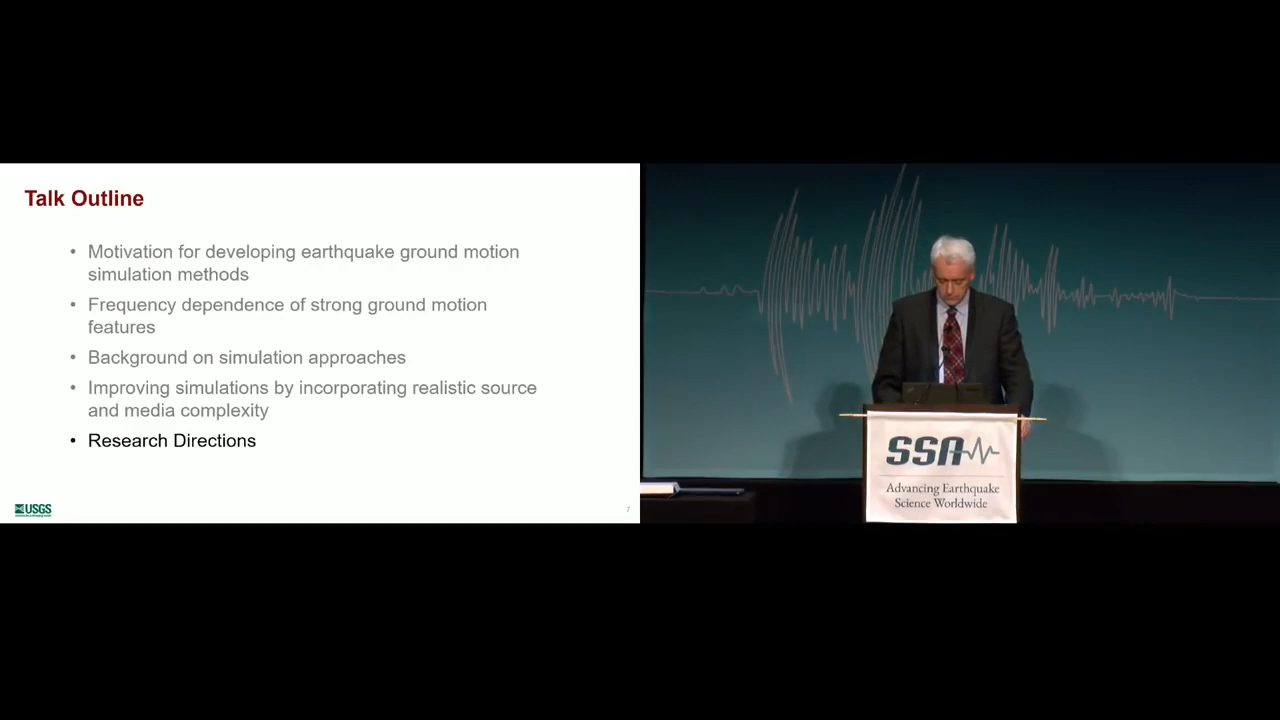 Talk Outline
• Motivation for developing earthquake ground motion
simulation methods
• Frequency dependence of strong ground motion
features
• Background on simulation approaches
• Improving simulations by incorporating realistic source
and media complexity
• Research Directions
USGS
7
SSA
Advancing Earthquake
Science Worldwide